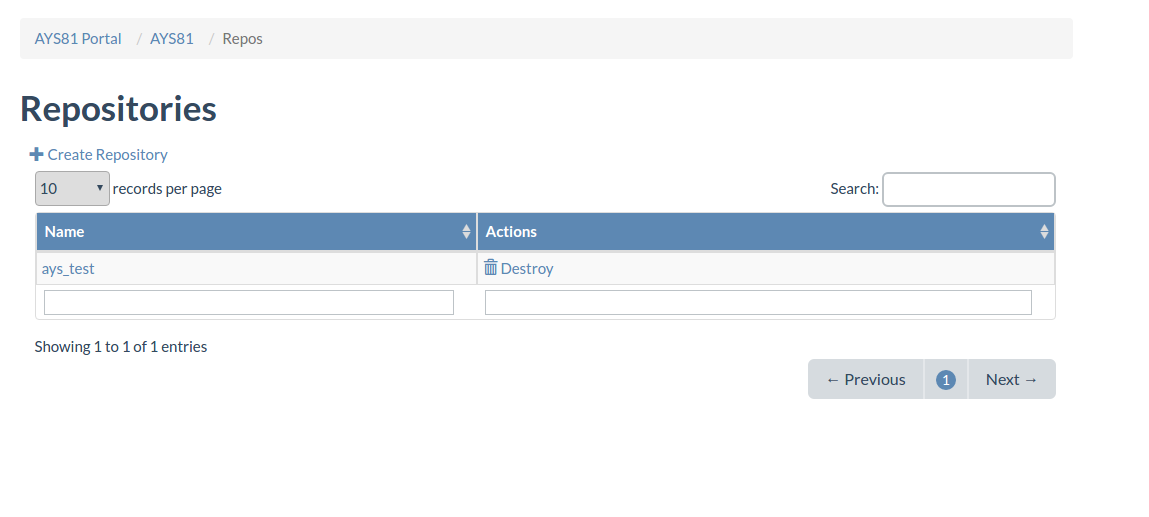 AYS81 Portal / AYS81 / Repos
Repositories
Create Repository
10 records per page Search:
Name Actions
ays_test Destroy
Showing 1 to 1 of 1 entries
← Previous 1 Next →